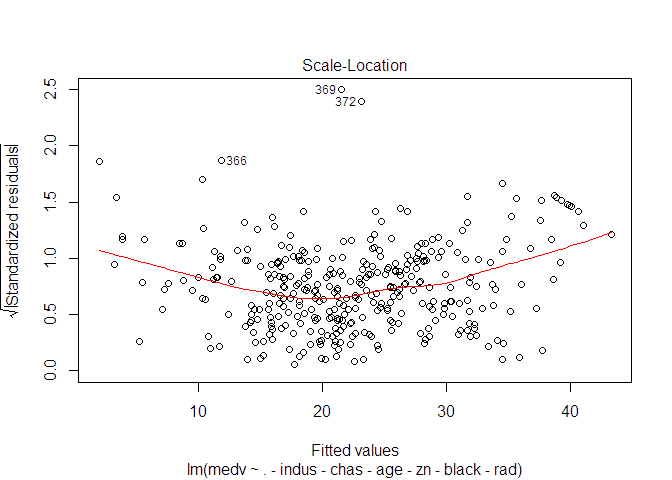 Scale-Location
√|Standardized residuals|
2.5
2.0
1.5
1.0
0.5
0.0
369
372
366
10 20 30 40
Fitted values
lm(medv ~ . - indus - chas - age - zn - black - rad)